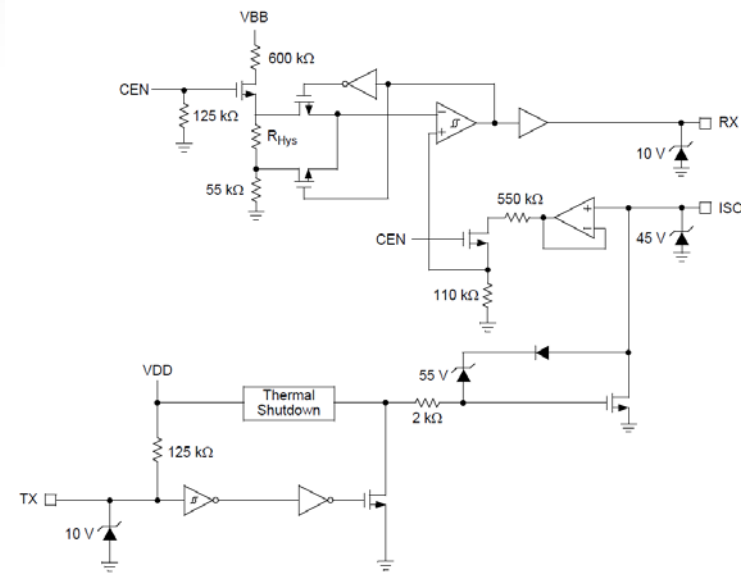 VBB
600 kΩ
CEN
125 kΩ
RHys
55 kΩ
RX
10 V
550 kΩ
ISO
CEN
45 V
110 kΩ
55 V
VDD
Thermal
Shutdown
2 kΩ
125 kΩ
TX
10 V